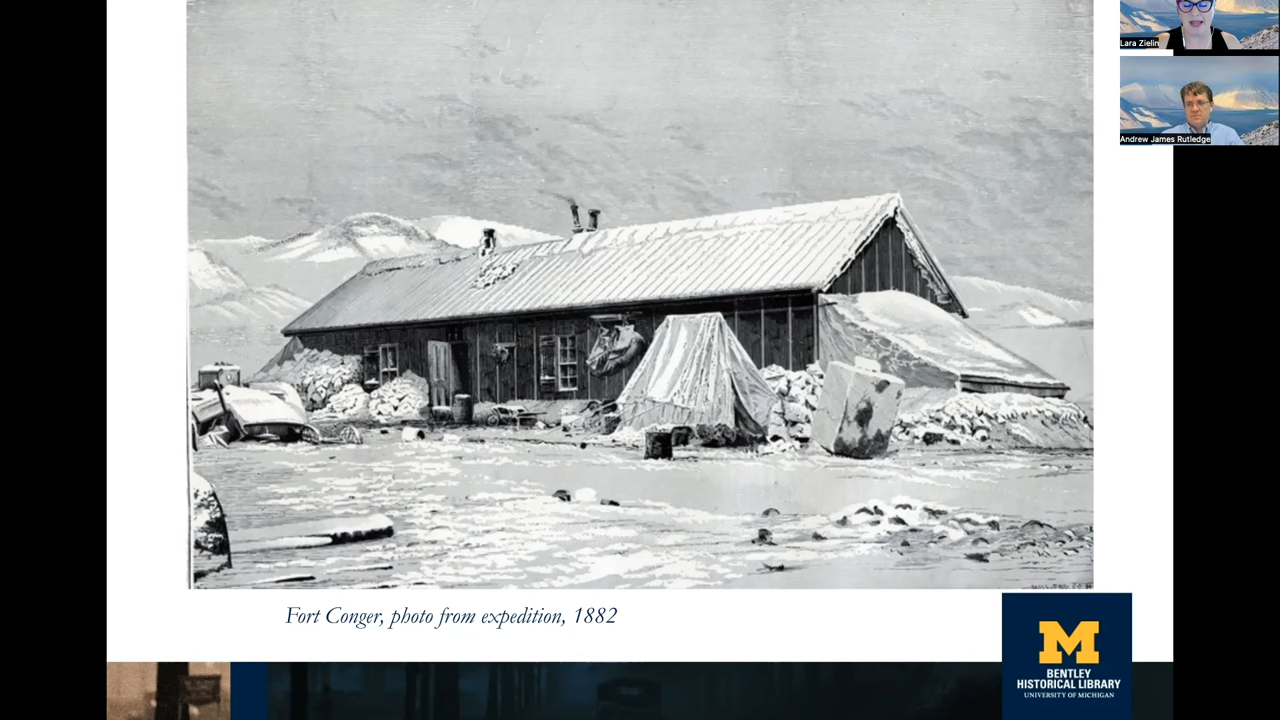 Lara Zielin
Andrew James Rutledge
Fort Conger, photo from expedition, 1882
M
BENTLEY
HISTORICAL LIBRARY
UNIVERSITY OF MICHIGAN